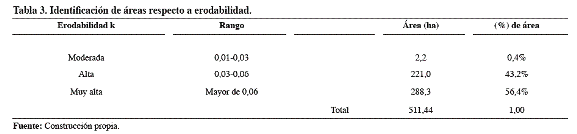 Tabla 3. Identificación de áreas respecto a erodabilidad.
Erodabilidad k Rango Área (ha) (%) de área
Moderada 0,01-0,03 2,2 0,4%
Alta 0,03-0,06 221,0 43,2%
Muy alta Mayor de 0,06 288,3 56,4%
Total 511,44 1,00
Fuente: Construcción propia.